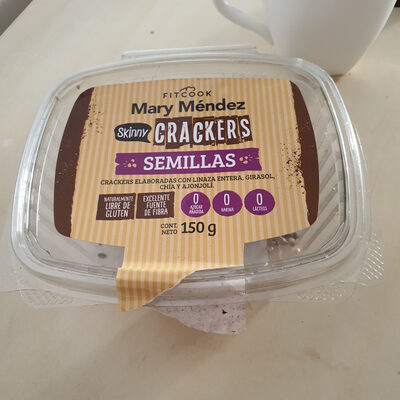 FITCOOK
Mary Méndez
Skinny CRACKERS
SEMILLAS
CRACKERS ELABORADAS CON LINAZA ENTERA, GIRASOL,
CHÍA Y AJONJOLÍ.
NATURALMENTE LIBRE DE GLUTEN
EXCELENTE FUENTE DE FIBRA
0 AZÚCAR AÑADIDA
0 HARINA
0 LÁCTEOS
CONT. NETO 150 g